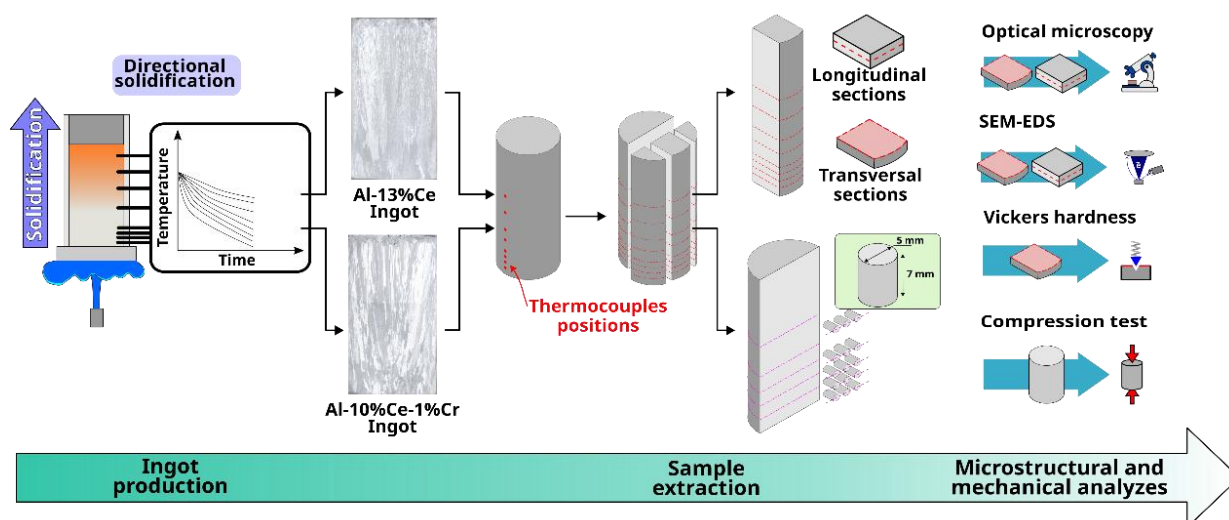 Directional
solidification
Solidification
Temperature
Time
Al-13%Ce
Ingot
Al-10%Ce-1%Cr
Ingot
Thermocouples
positions
Longitudinal
sections
Transversal
sections
5 mm
7 mm
Optical microscopy
SEM-EDS
Vickers hardness
Compression test
Ingot
production
Sample
extraction
Microstructural and
mechanical analyzes